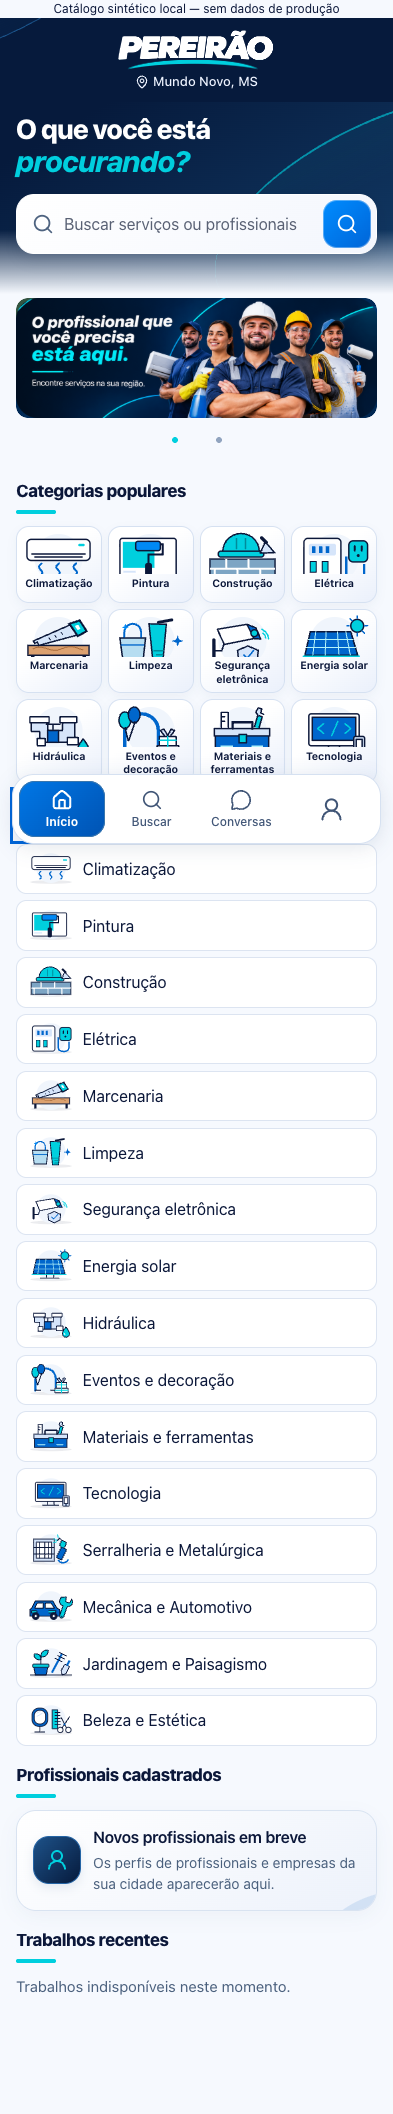 Catálogo sintético local — sem dados de produção
PEREIRÃO
Mundo Novo, MS
O que você está
procurando?
Buscar serviços ou profissionais
O profissional que
você precisa
está aqui.
Encontre serviços na sua região.
Categorias populares
Climatização
Pintura
Construção
Elétrica
Marcenaria
Limpeza
Segurança
eletrônica
Energia solar
Hidráulica
Eventos e
decoração
Materiais e
ferramentas
Tecnologia
Início
Buscar
Conversas
Climatização
Pintura
Construção
Elétrica
Marcenaria
Limpeza
Segurança eletrônica
Energia solar
Hidráulica
Eventos e decoração
Materiais e ferramentas
Tecnologia
Serralheria e Metalúrgica
Mecânica e Automotivo
Jardinagem e Paisagismo
Beleza e Estética
Profissionais cadastrados
Novos profissionais em breve
Os perfis de profissionais e empresas da
sua cidade aparecerão aqui.
Trabalhos recentes
Trabalhos indisponíveis neste momento.